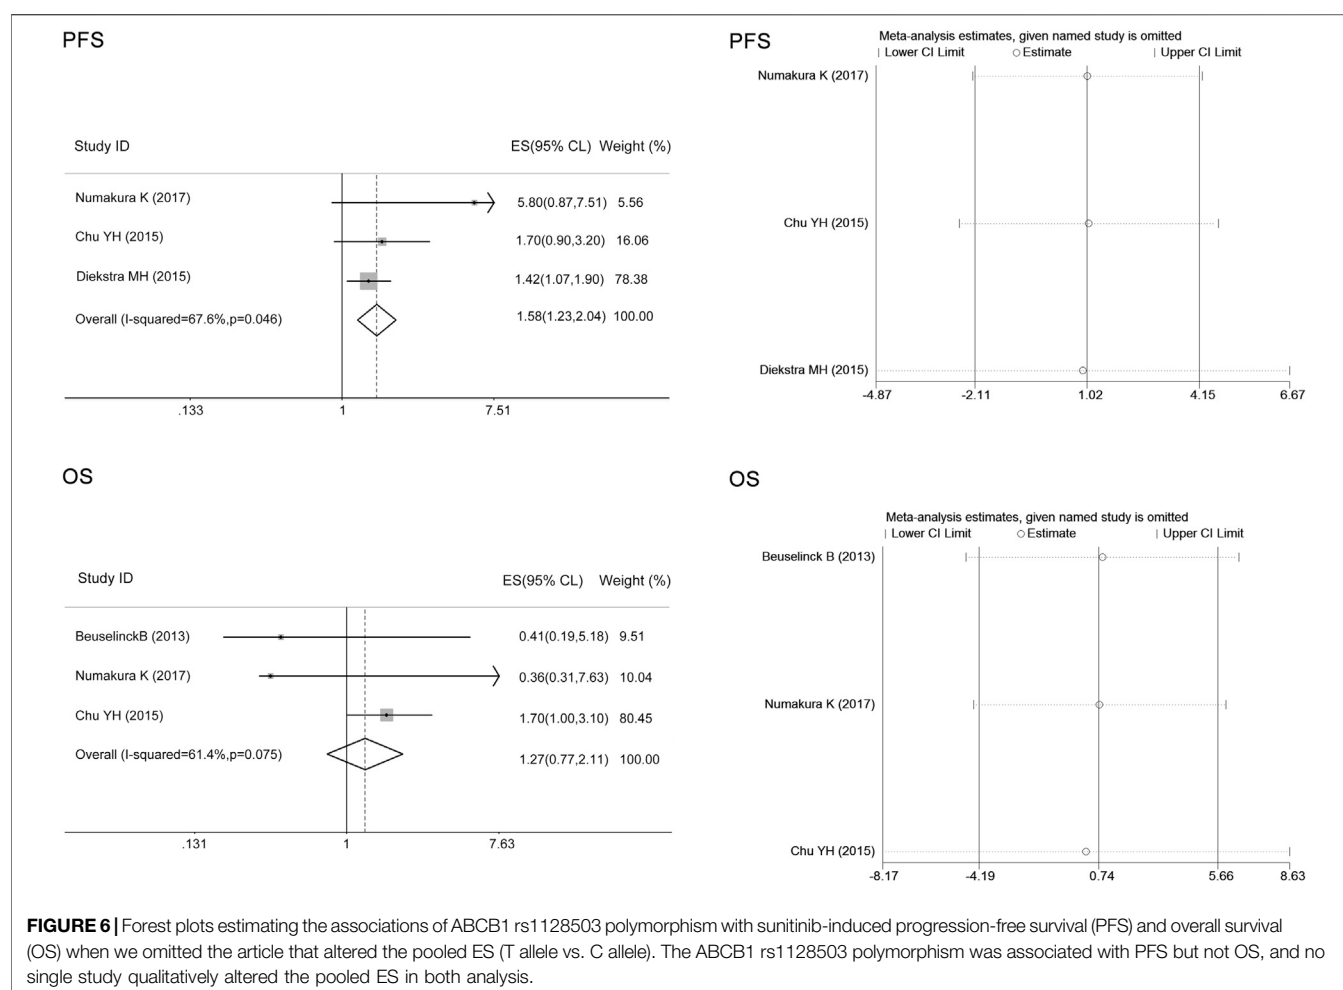 PFS
Study ID ES(95% CL) Weight (%)
Numakura K (2017) 5.80(0.87,7.51) 5.56
Chu YH (2015) 1.70(0.90,3.20) 16.06
Diekstra MH (2015) 1.42(1.07,1.90) 78.38
Overall (I-squared=67.6%,p=0.046) 1.58(1.23,2.04) 100.00
.133 1 7.51
PFS
Meta-analysis estimates, given named study is omitted
| Lower CI Limit ○ Estimate | Upper CI Limit
Numakura K (2017)
Chu YH (2015)
Diekstra MH (2015)
-4.87 -2.11 1.02 4.15 6.67
OS
Study ID ES(95% CL) Weight (%)
BeuselinckB (2013) 0.41(0.19,5.18) 9.51
Numakura K (2017) 0.36(0.31,7.63) 10.04
Chu YH (2015) 1.70(1.00,3.10) 80.45
Overall (I-squared=61.4%,p=0.075) 1.27(0.77,2.11) 100.00
.131 1 7.63
OS
Meta-analysis estimates, given named study is omitted
| Lower CI Limit ○ Estimate | Upper CI Limit
Beuselinck B (2013)
Numakura K (2017)
Chu YH (2015)
-8.17 -4.19 0.74 5.66 8.63
FIGURE 6 | Forest plots estimating the associations of ABCB1 rs1128503 polymorphism with sunitinib-induced progression-free survival (PFS) and overall survival
(OS) when we omitted the article that altered the pooled ES (T allele vs. C allele). The ABCB1 rs1128503 polymorphism was associated with PFS but not OS, and no
single study qualitatively altered the pooled ES in both analysis.